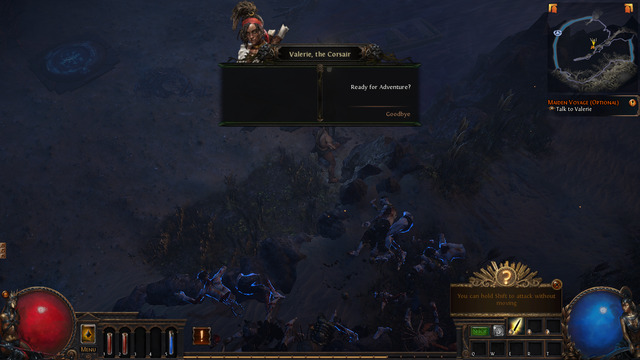 Valerie, the Corsair
Ready for Adventure?
Goodbye
Maiden Voyage (Optional)
Talk to Valerie
You can hold Shift to attack without
moving
Menu
Q W E R T